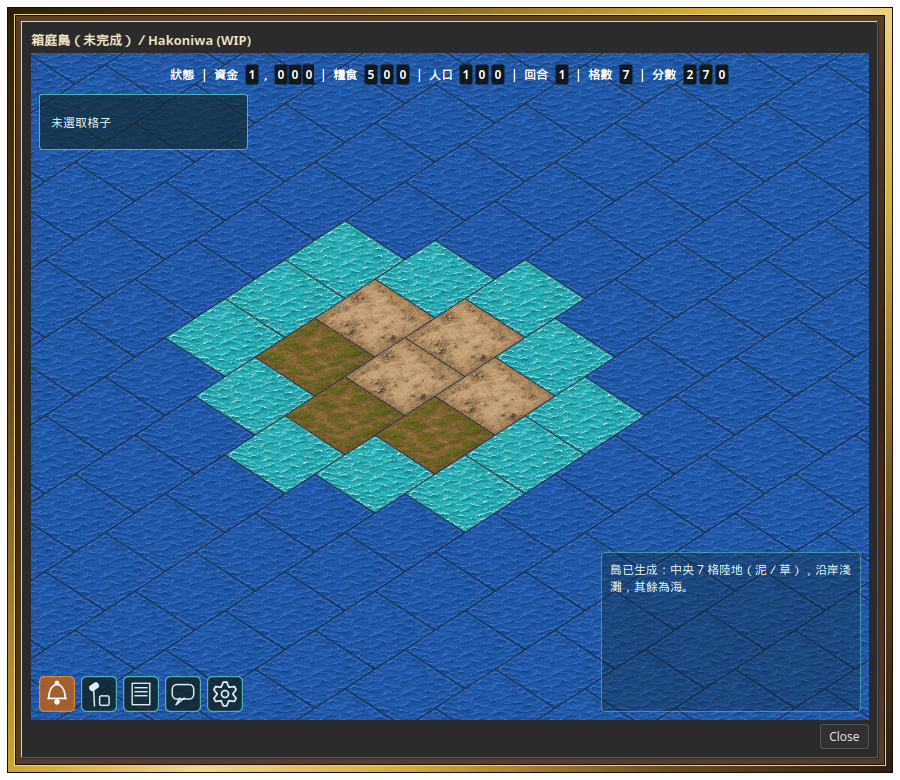 箱庭島（未完成）/ Hakoniwa (WIP)
狀態 | 資金 1,000 | 糧食 500 | 人口 100 | 回合 1 | 格數 7 | 分數 270
未選取格子
島已生成：中央 7 格陸地（泥 / 草），沿岸淺
灘，其餘為海。
Close